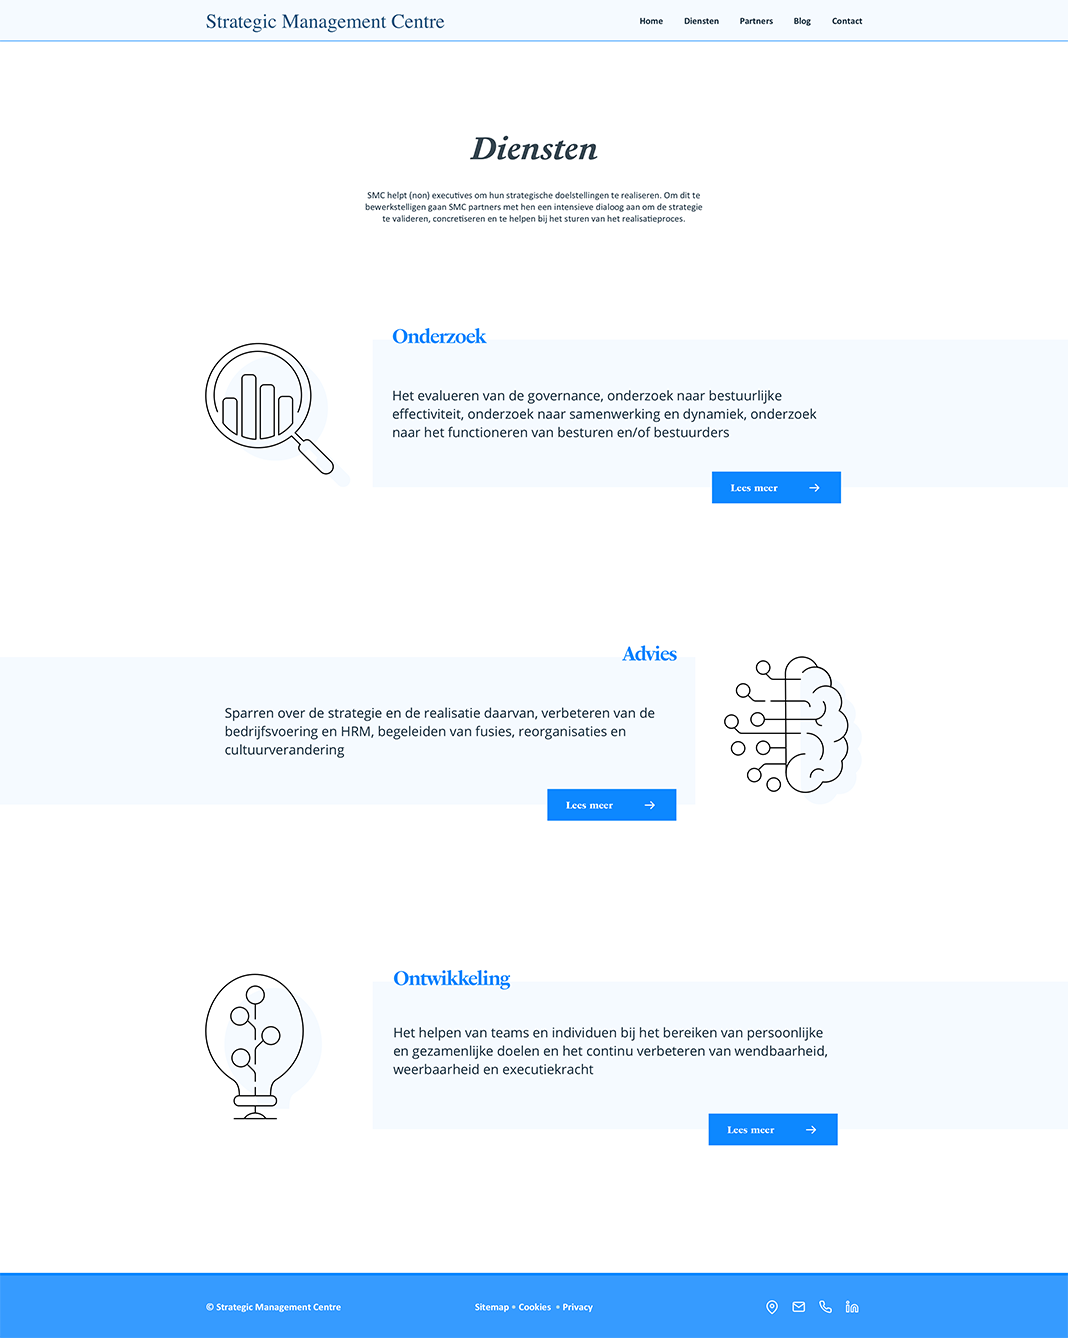 Strategic Management Centre
Home Diensten Partners Blog Contact
Diensten
SMC helpt (non) executives om hun strategische doelstellingen te realiseren. Om dit te
bewerkstelligen gaan SMC partners met hen een intensieve dialoog aan om de strategie
te valideren, concretiseren en te helpen bij het sturen van het realisatieproces.
Onderzoek
Het evalueren van de governance, onderzoek naar bestuurlijke
effectiviteit, onderzoek naar samenwerking en dynamiek, onderzoek
naar het functioneren van besturen en/of bestuurders
Lees meer
Advies
Sparren over de strategie en de realisatie daarvan, verbeteren van de
bedrijfsvoering en HRM, begeleiden van fusies, reorganisaties en
cultuurverandering
Lees meer
Ontwikkeling
Het helpen van teams en individuen bij het bereiken van persoonlijke
en gezamenlijke doelen en het continu verbeteren van wendbaarheid,
weerbaarheid en executiekracht
Lees meer
© Strategic Management Centre
Sitemap • Cookies • Privacy
in